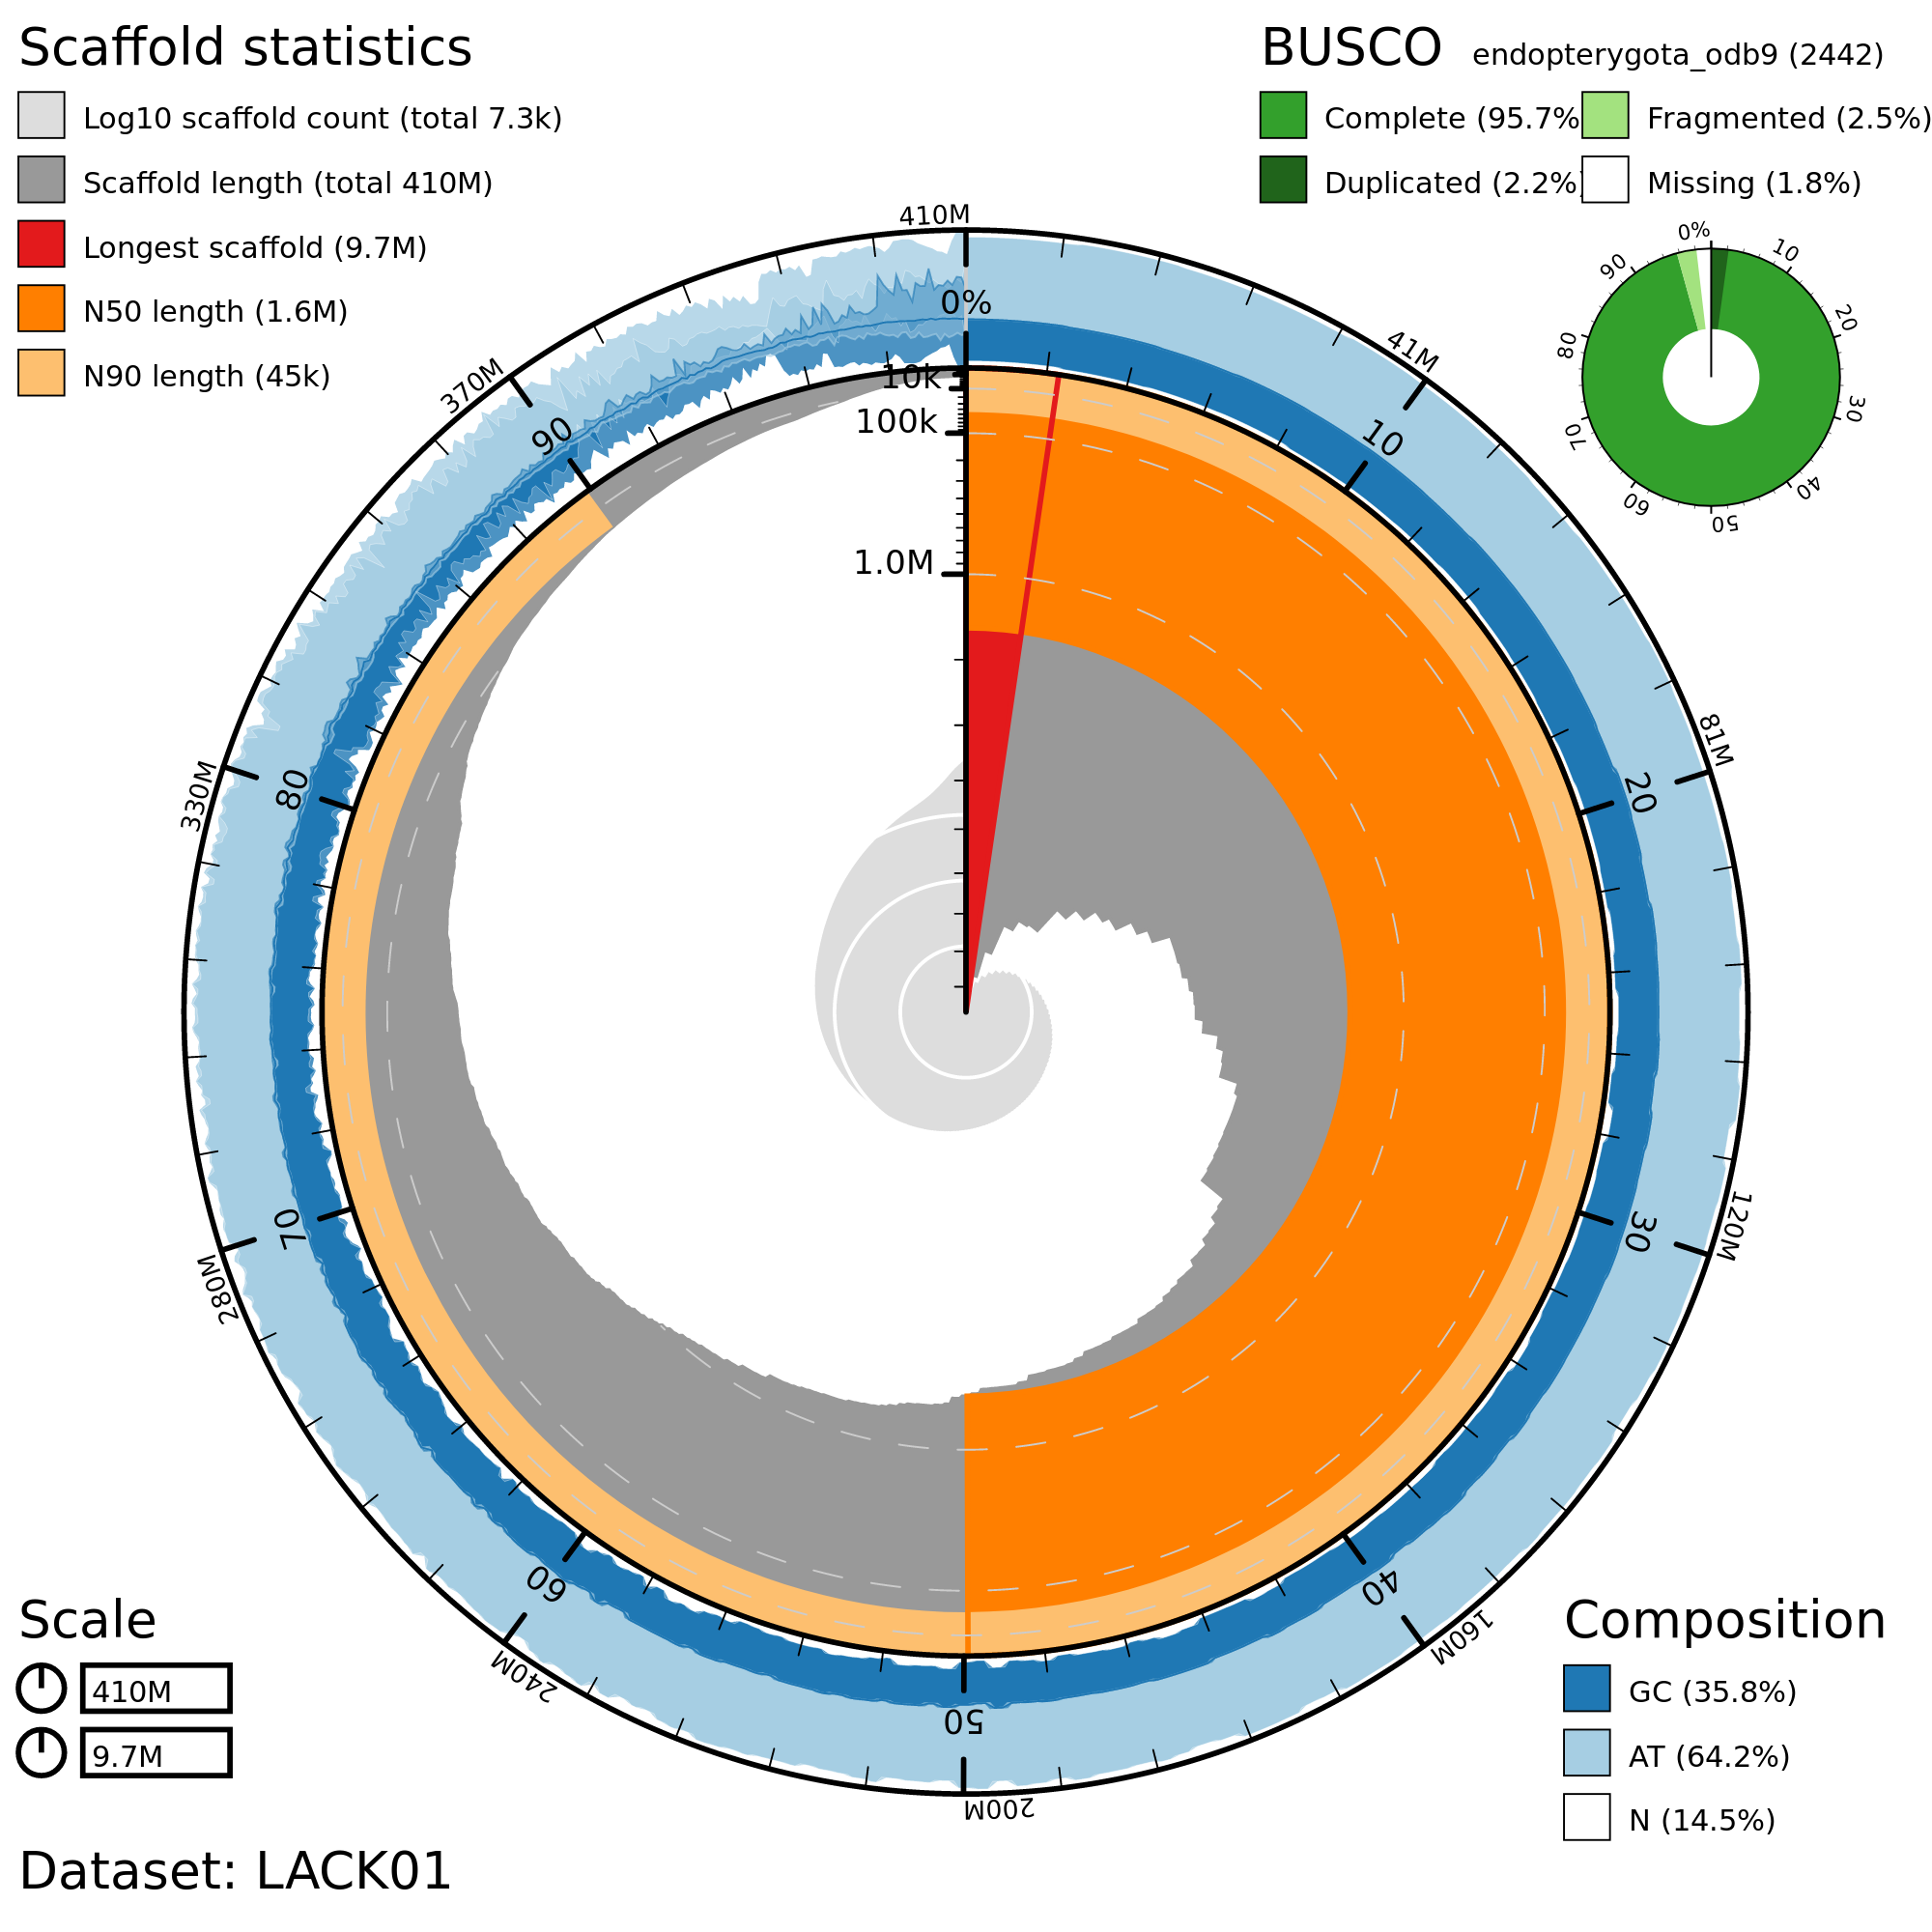 Scaffold statistics
Log10 scaffold count (total 7.3k)
Scaffold length (total 410M)
Longest scaffold (9.7M)
N50 length (1.6M)
N90 length (45k)
BUSCO endopterygota_odb9 (2442)
Complete (95.7% Fragmented (2.5%)
Duplicated (2.2%) Missing (1.8%)
0%
10
20
30
40
50
60
70
80
90
410M
41M
81M
120M
160M
200M
240M
280M
330M
370M
0%
10
20
30
40
50
60
70
80
90
10k
100k
1.0M
Scale
410M
9.7M
Composition
GC (35.8%)
AT (64.2%)
N (14.5%)
Dataset: LACK01